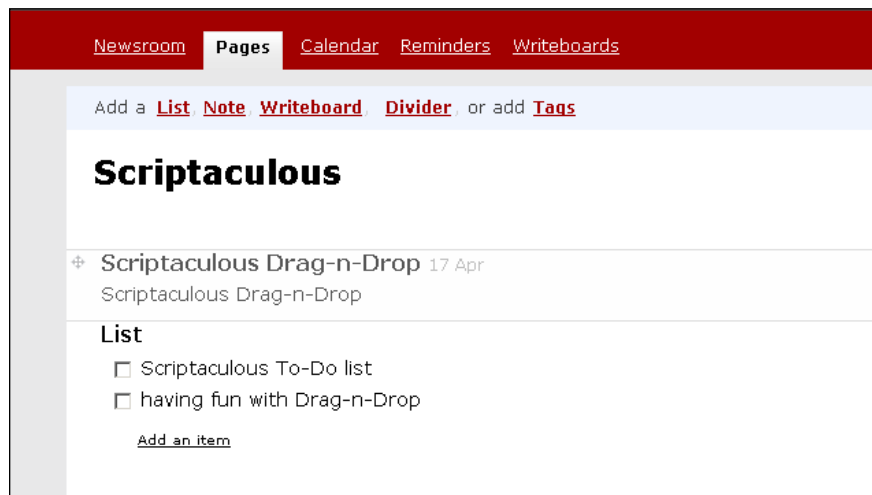 Newsroom Pages Calendar Reminders Writeboards
Add a List, Note, Writeboard, Divider, or add Tags
Scriptaculous
Scriptaculous Drag-n-Drop 17 Apr
Scriptaculous Drag-n-Drop
List
Scriptaculous To-Do list
having fun with Drag-n-Drop
Add an item